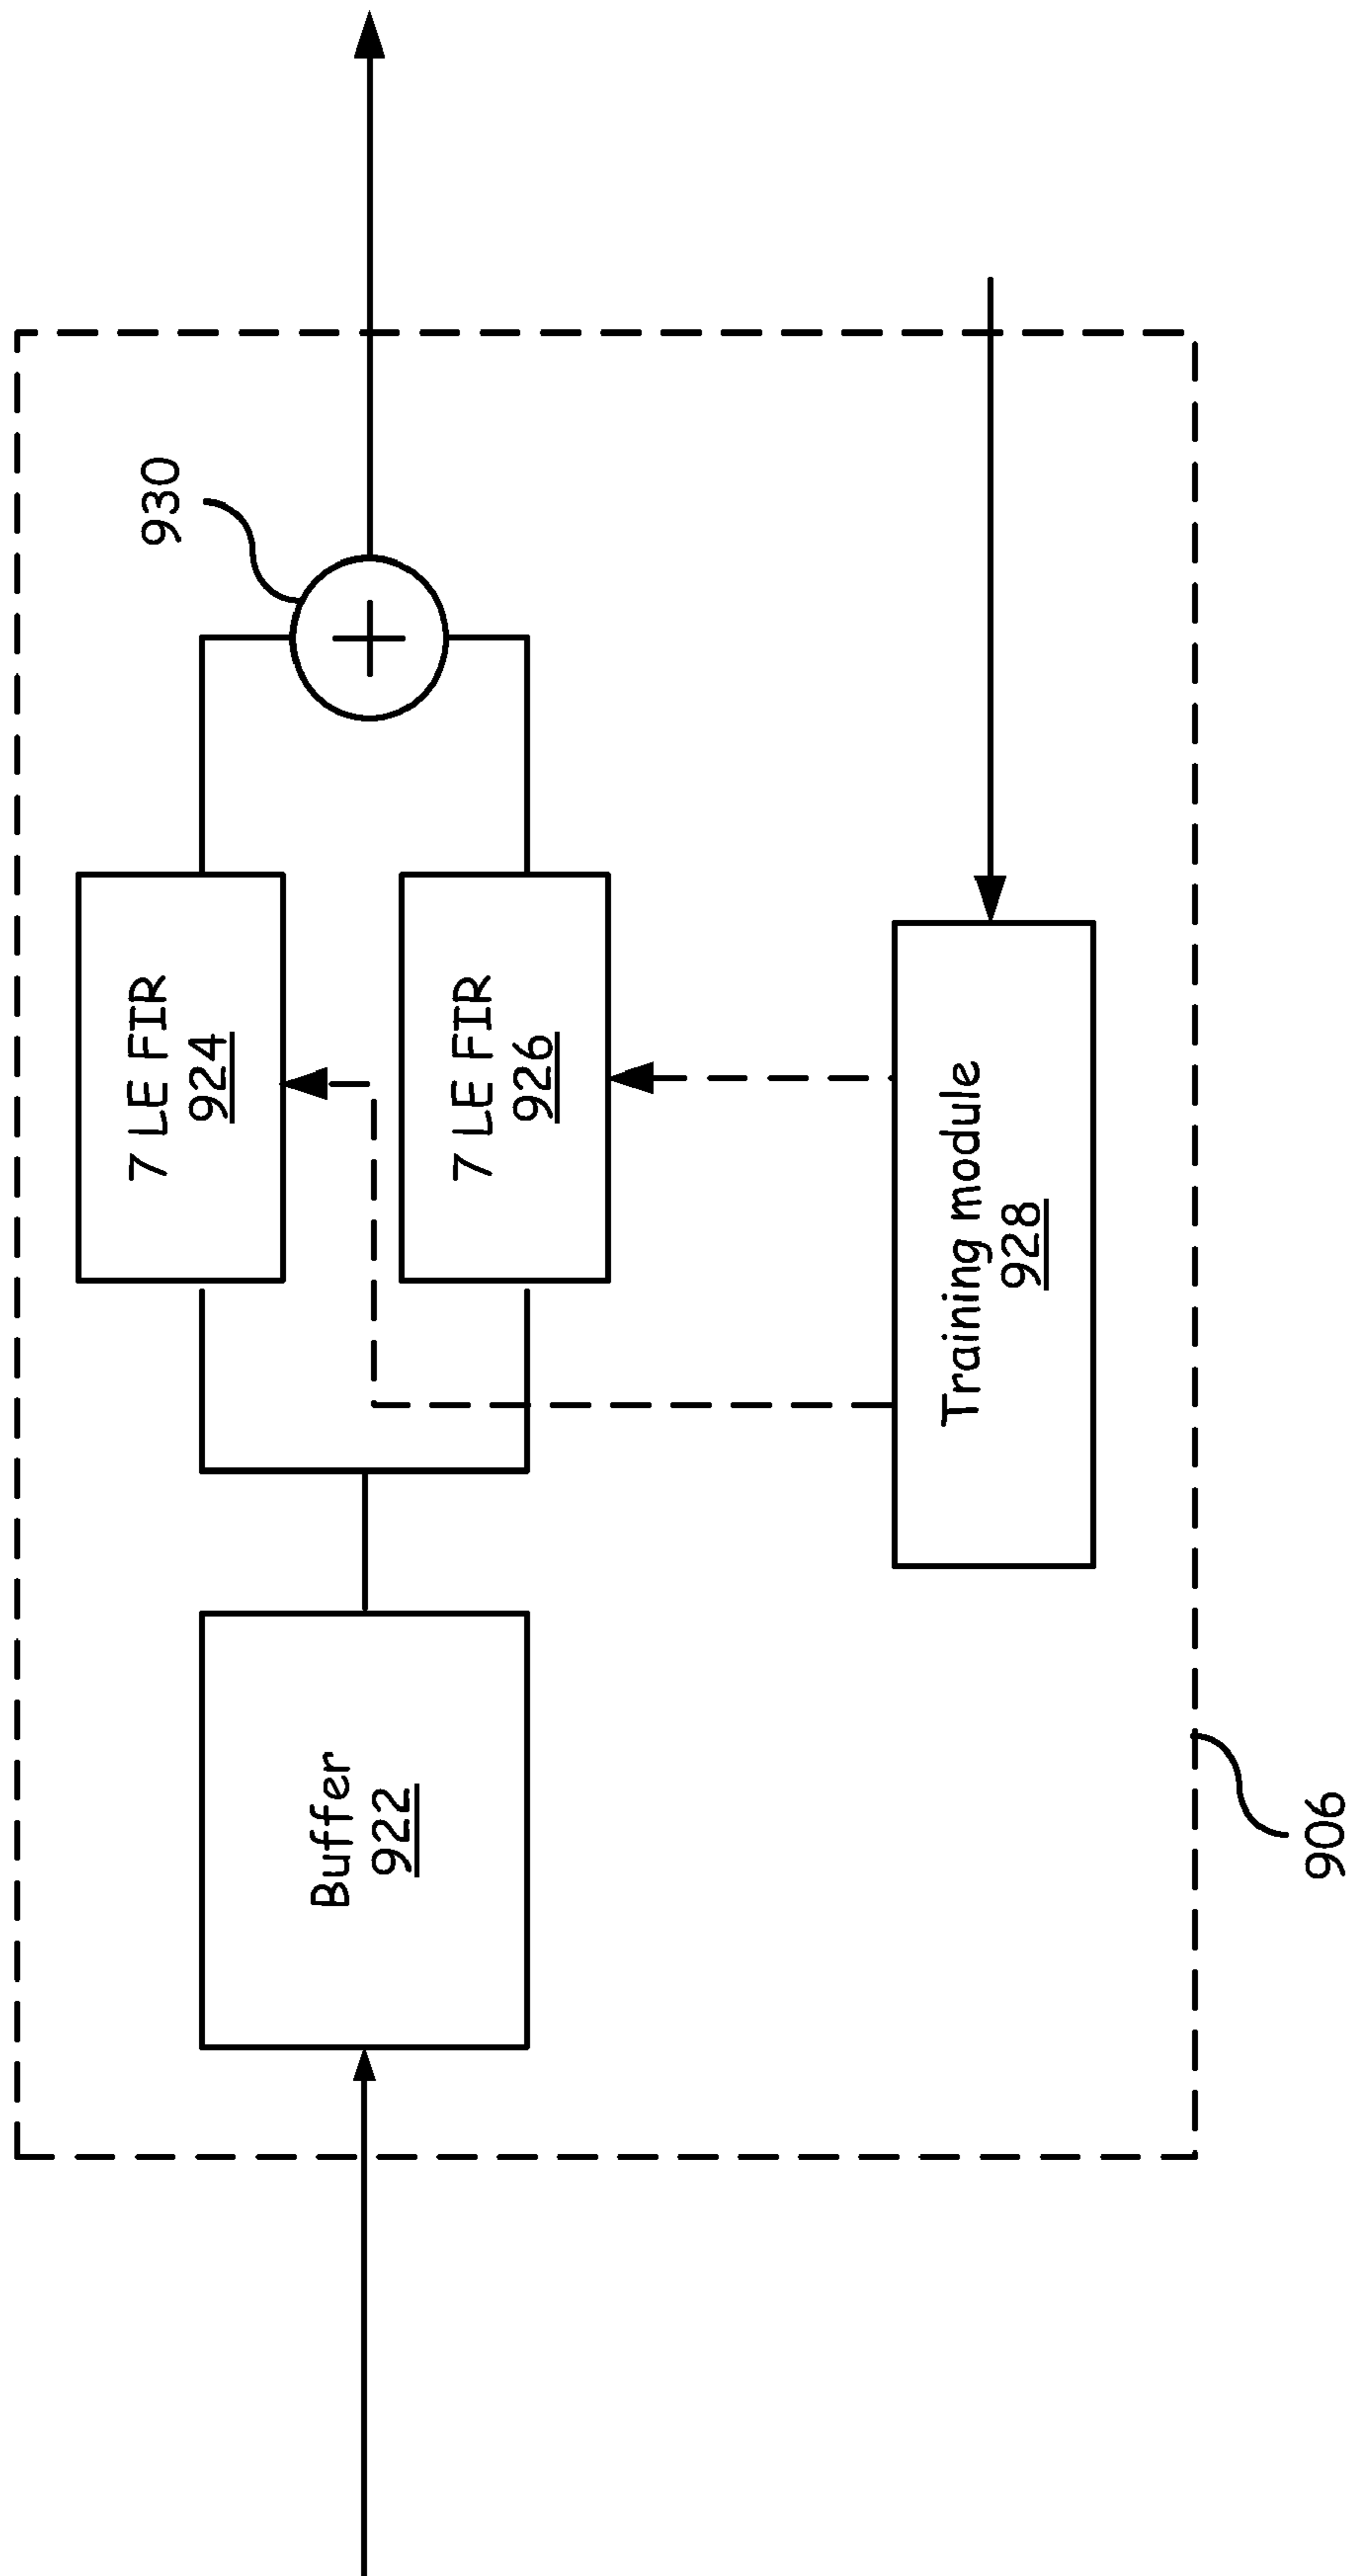 Buffer
922
7 LE FIR
924
7 LE FIR
926
930
Training module
928
906